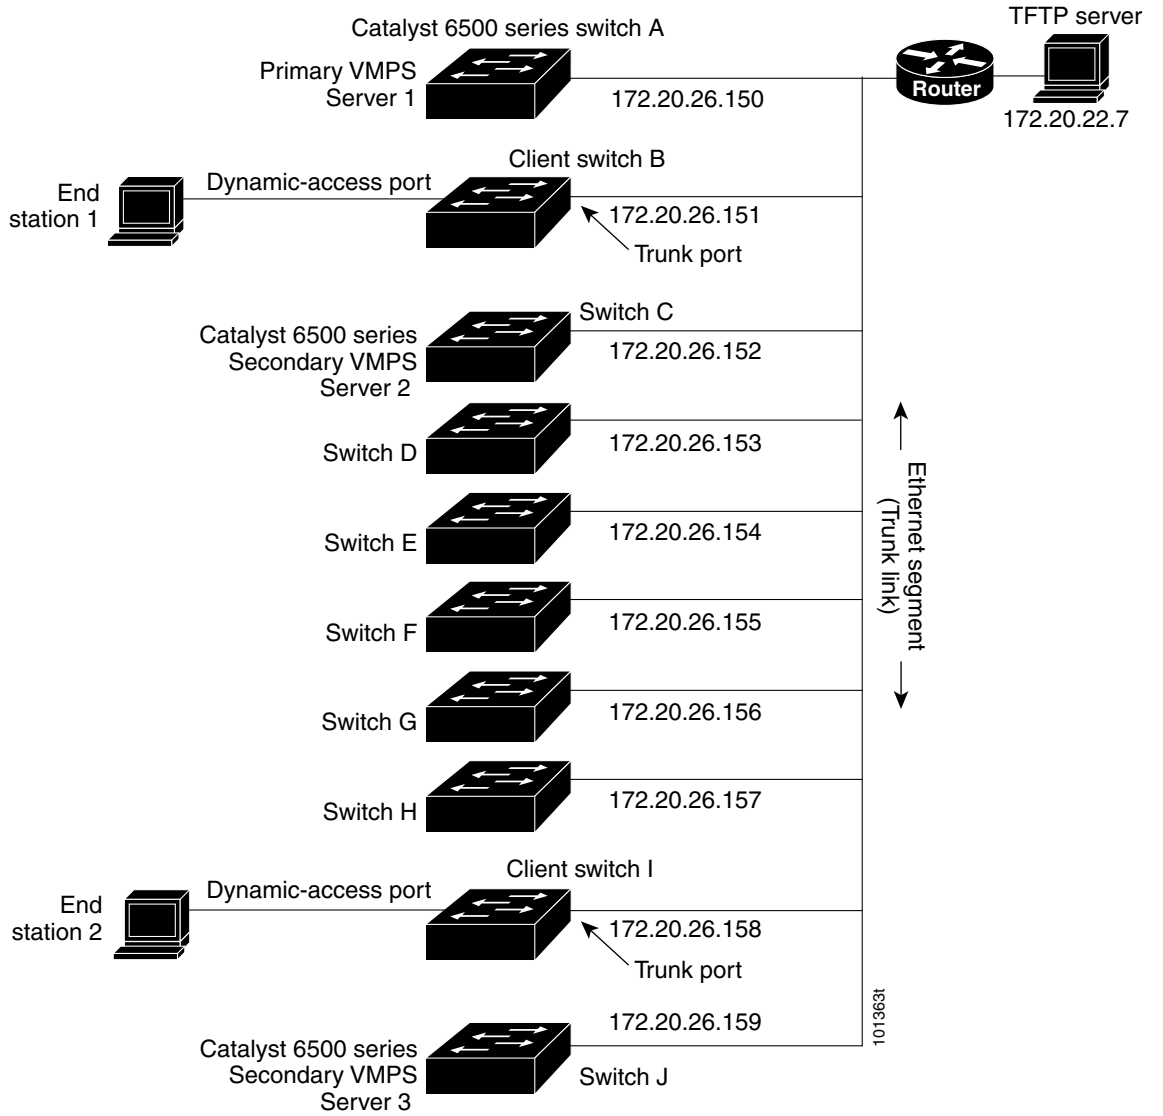 Catalyst 6500 series switch A
TFTP server
Primary VMPS
Server 1
172.20.26.150
Router
172.20.22.7
Client switch B
End
station 1
Dynamic-access port
172.20.26.151
Trunk port
Switch C
Catalyst 6500 series
Secondary VMPS
Server 2
172.20.26.152
Switch D
172.20.26.153
Switch E
172.20.26.154
Ethernet segment
(Trunk link)
Switch F
172.20.26.155
Switch G
172.20.26.156
Switch H
172.20.26.157
Client switch I
End
station 2
Dynamic-access port
172.20.26.158
Trunk port
172.20.26.159
101363t
Catalyst 6500 series
Secondary VMPS
Server 3
Switch J